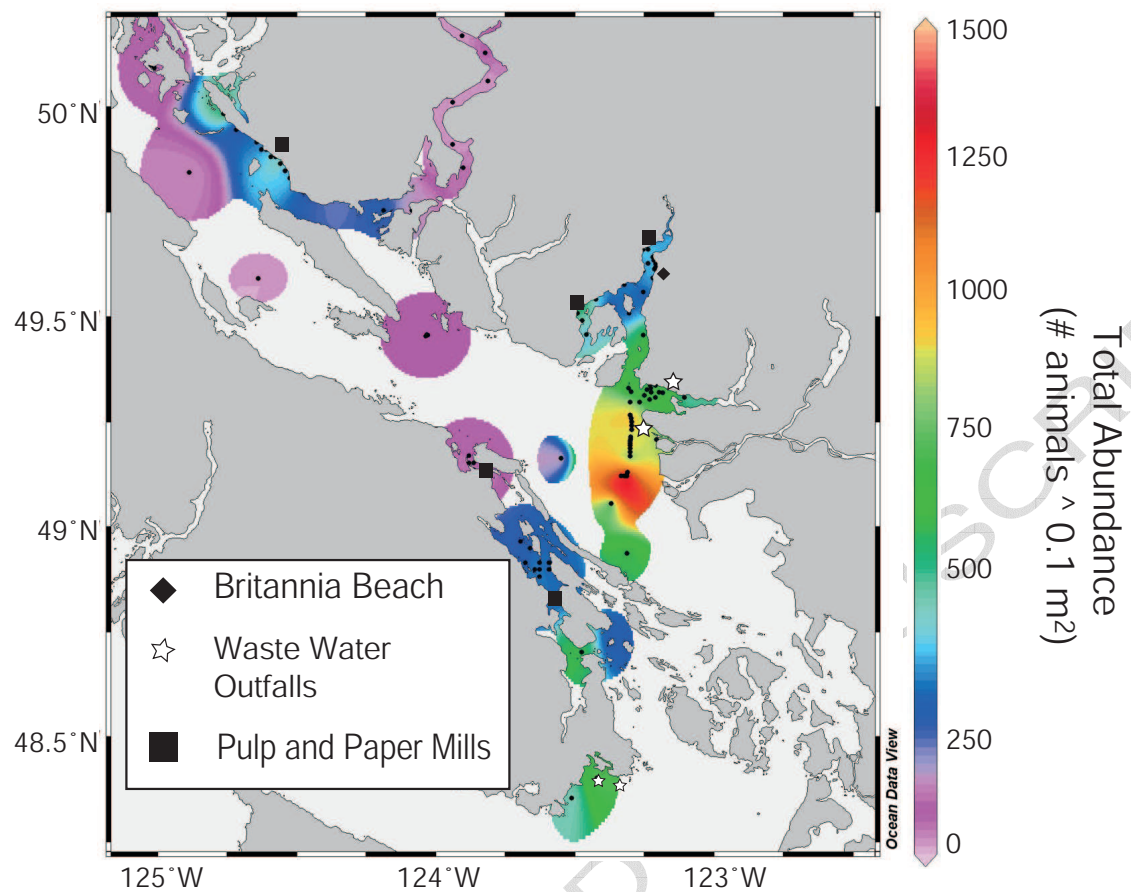 50˚N
49.5˚N
49˚N
48.5˚N
125˚W
124˚W
123˚W
Britannia Beach
Waste Water
Outfalls
Pulp and Paper Mills
Ocean Data View
1500
1250
1000
750
500
250
0
Total Abundance
(# animals ^ 0.1 m²)